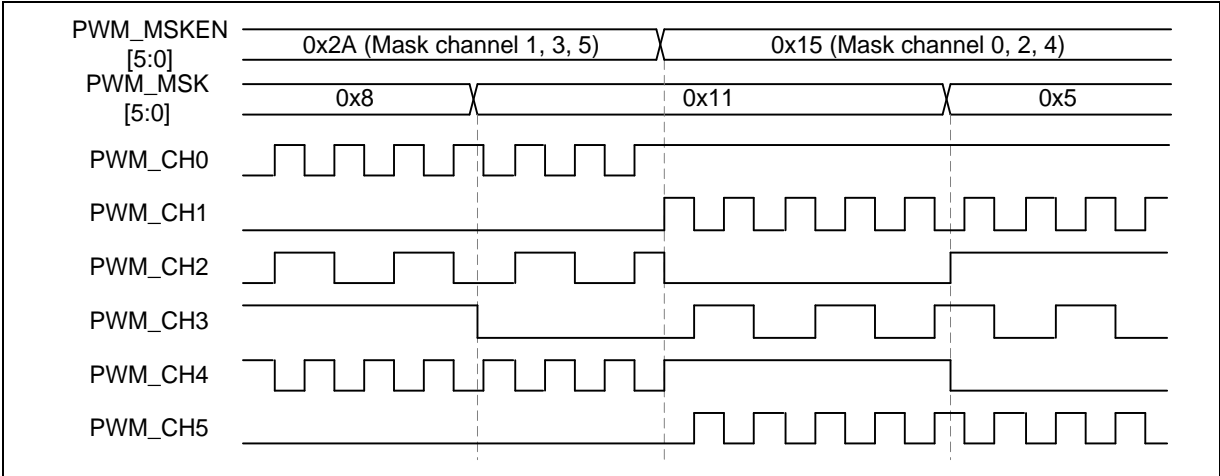 PWM_MSKEN
[5:0]
0x2A (Mask channel 1, 3, 5)
0x15 (Mask channel 0, 2, 4)
PWM_MSK
[5:0]
0x8
0x11
0x5
PWM_CH0
PWM_CH1
PWM_CH2
PWM_CH3
PWM_CH4
PWM_CH5